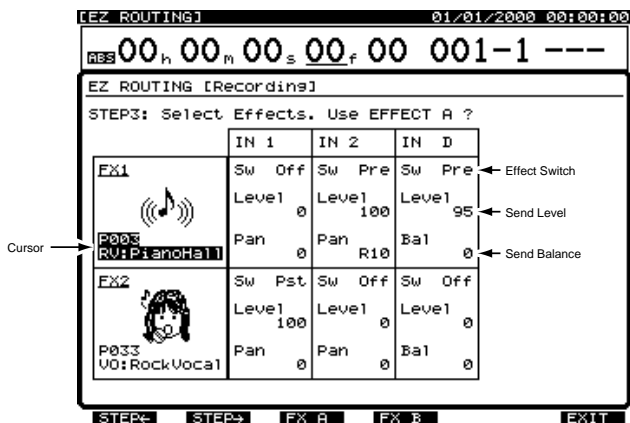 [EZ ROUTING] 01/01/2000 00:00:00
ABS 00h 00m 00s 00f 00 001-1 ---
EZ ROUTING [Recording]
STEP3: Select Effects. Use EFFECT A ?
IN 1 IN 2 IN D
FX1 Sw Off Sw Pre Sw Pre Effect Switch
Level 0 Level 100 Level 95 Send Level
Cursor P003 RV:PianoHall Pan 0 Pan R10 Bal 0 Send Balance
FX2 Sw Pst Sw Off Sw Off
Level 100 Level 0 Level 0
P033 VO:RockVocal Pan 0 Pan 0 Bal 0
STEP← STEP→ FX A FX B EXIT